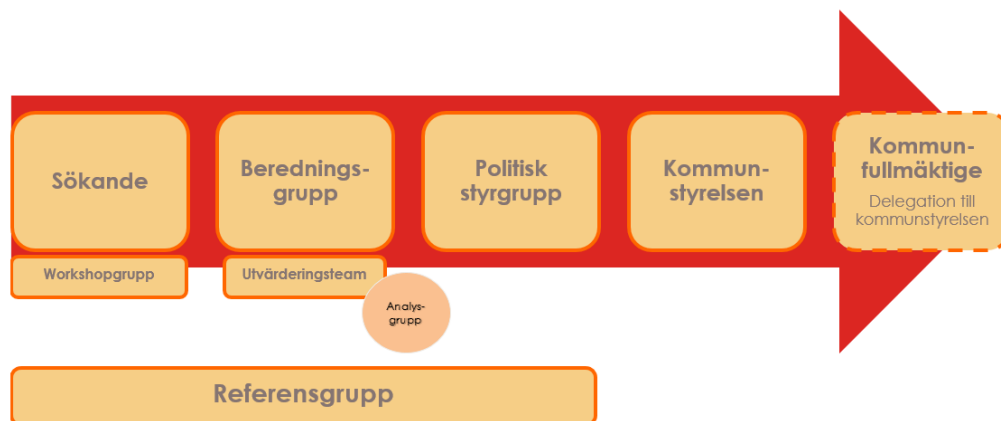 Sökande
Berednings-
grupp
Politisk
styrgrupp
Kommun-
styrelsen
Kommun-
fullmäktige
Delegation till
kommunstyrelsen
Workshopgrupp
Utvärderingsteam
Analys-
grupp
Referensgrupp